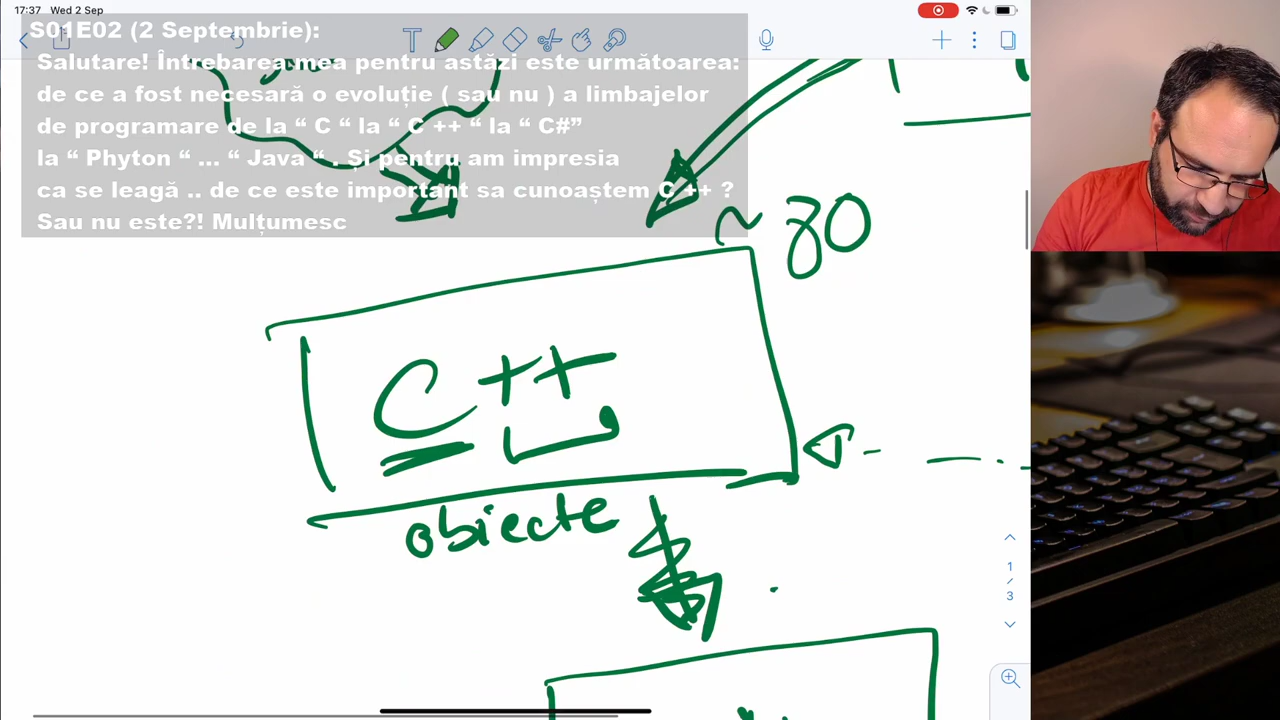 17:37 Wed 2 Sep
S01E02 (2 Septembrie):
Salutare! Întrebarea mea pentru astăzi este următoarea:
de ce a fost necesară o evoluție ( sau nu ) a limbajelor
de programare de la “ C “ la “ C ++ “ la “ C#”
la “ Phyton “ ... “ Java “ . Și pentru am impresia
ca se leagă .. de ce este important sa cunoaștem C ++ ?
Sau nu este?! Mulțumesc
~ 80
C++
obiecte
1
/
3